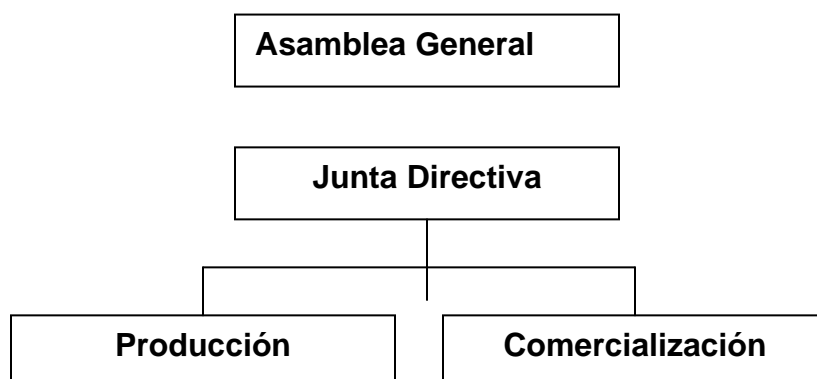 Asamblea General
Junta Directiva
Producción
Comercialización